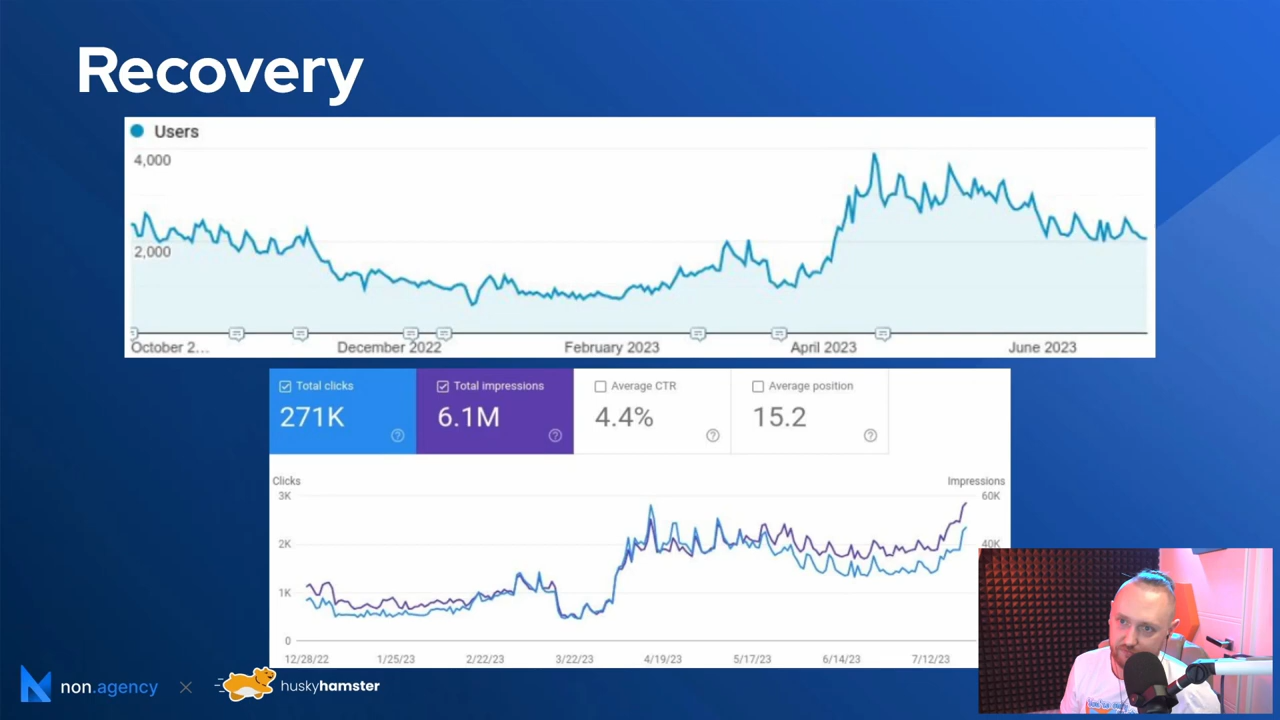 Recovery
Users
4,000
2,000
October 2...
December 2022
February 2023
April 2023
June 2023
Total clicks
271K
Total impressions
6.1M
Average CTR
4.4%
Average position
15.2
Clicks
Impressions
3K
60K
2K
40K
1K
0
12/28/22
1/25/23
2/22/23
3/22/23
4/19/23
5/17/23
6/14/23
7/12/23
non.agency × huskyhamster